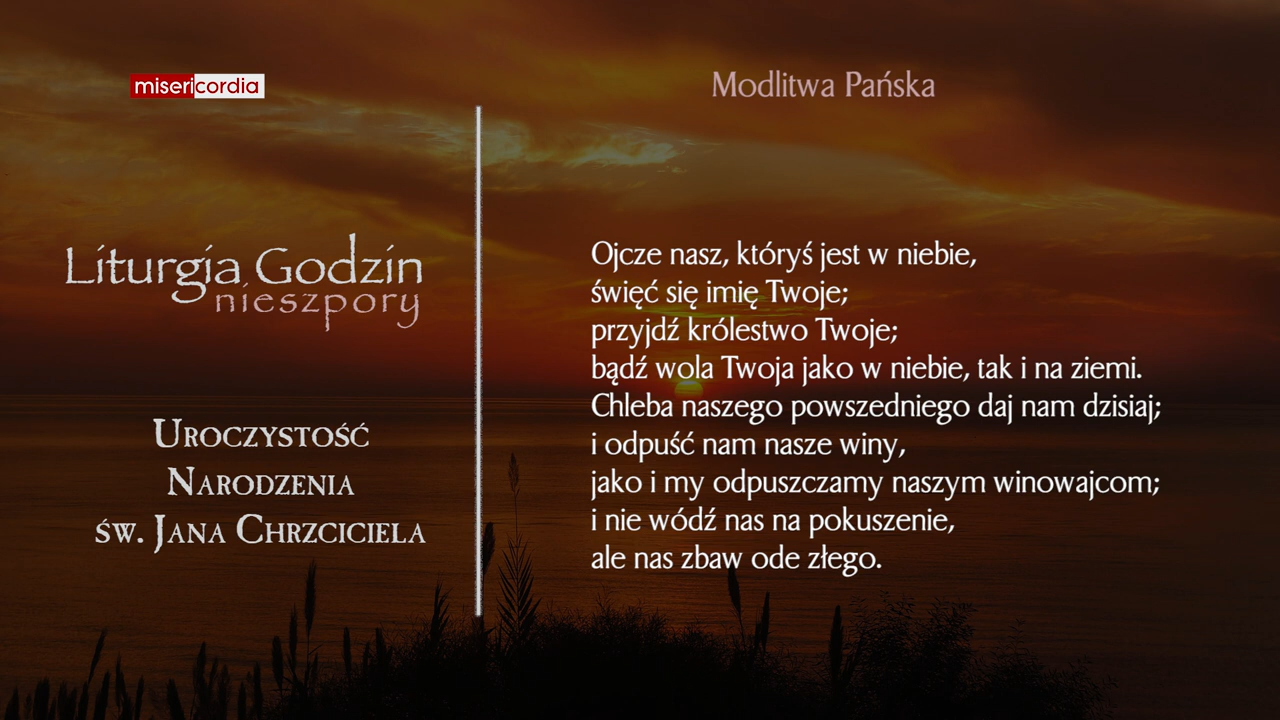 misericordia
Liturgia Godzin
nieszpory
Uroczystość
Narodzenia
św. Jana Chrzciciela
Modlitwa Pańska
Ojcze nasz, któryś jest w niebie,
święć się imię Twoje;
przyjdź królestwo Twoje;
bądź wola Twoja jako w niebie, tak i na ziemi.
Chleba naszego powszedniego daj nam dzisiaj;
i odpuść nam nasze winy,
jako i my odpuszczamy naszym winowajcom;
i nie wódź nas na pokuszenie,
ale nas zbaw ode złego.